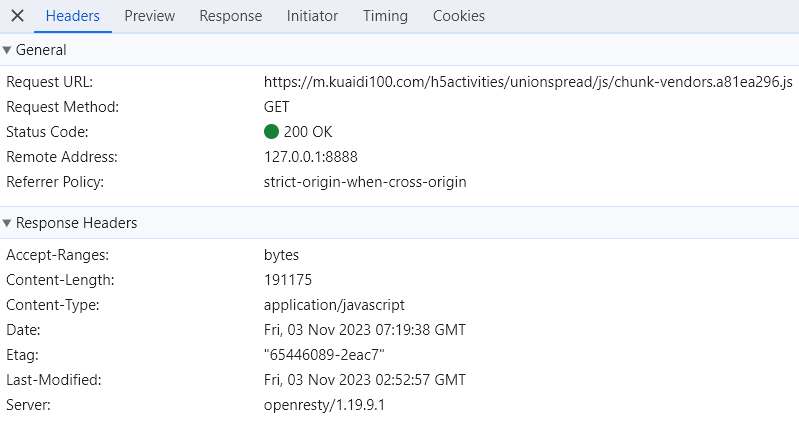 Headers Preview Response Initiator Timing Cookies
General
Request URL: https://m.kuaidi100.com/h5activities/unionspread/js/chunk-vendors.a81ea296.js
Request Method: GET
Status Code: 200 OK
Remote Address: 127.0.0.1:8888
Referrer Policy: strict-origin-when-cross-origin
Response Headers
Accept-Ranges: bytes
Content-Length: 191175
Content-Type: application/javascript
Date: Fri, 03 Nov 2023 07:19:38 GMT
Etag: "65446089-2eac7"
Last-Modified: Fri, 03 Nov 2023 02:52:57 GMT
Server: openresty/1.19.9.1